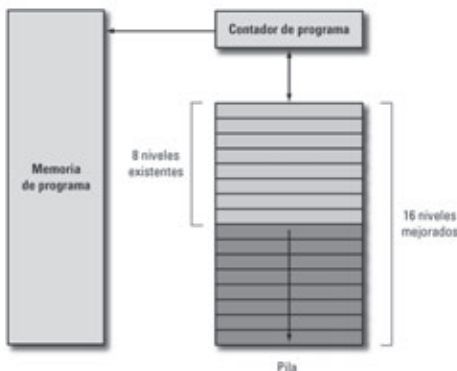 Contador de programa
8 niveles
existentes
Memoria
de programa
16 niveles
mejorados
Pila